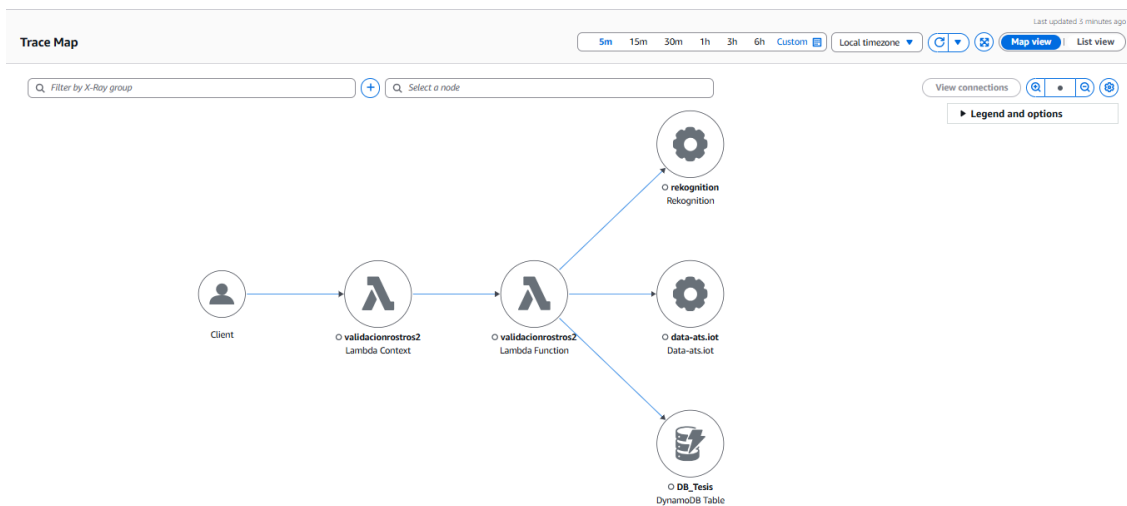 Last updated 3 minutes ago
Trace Map
5m 15m 30m 1h 3h 6h Custom
Local timezone
Map view
List view
Filter by X-Ray group
Select a node
View connections
Legend and options
rekognition
Rekognition
Client
validacionrostros2
Lambda Context
validacionrostros2
Lambda Function
data-ats.iot
Data-ats.iot
DB_Tesis
DynamoDB Table